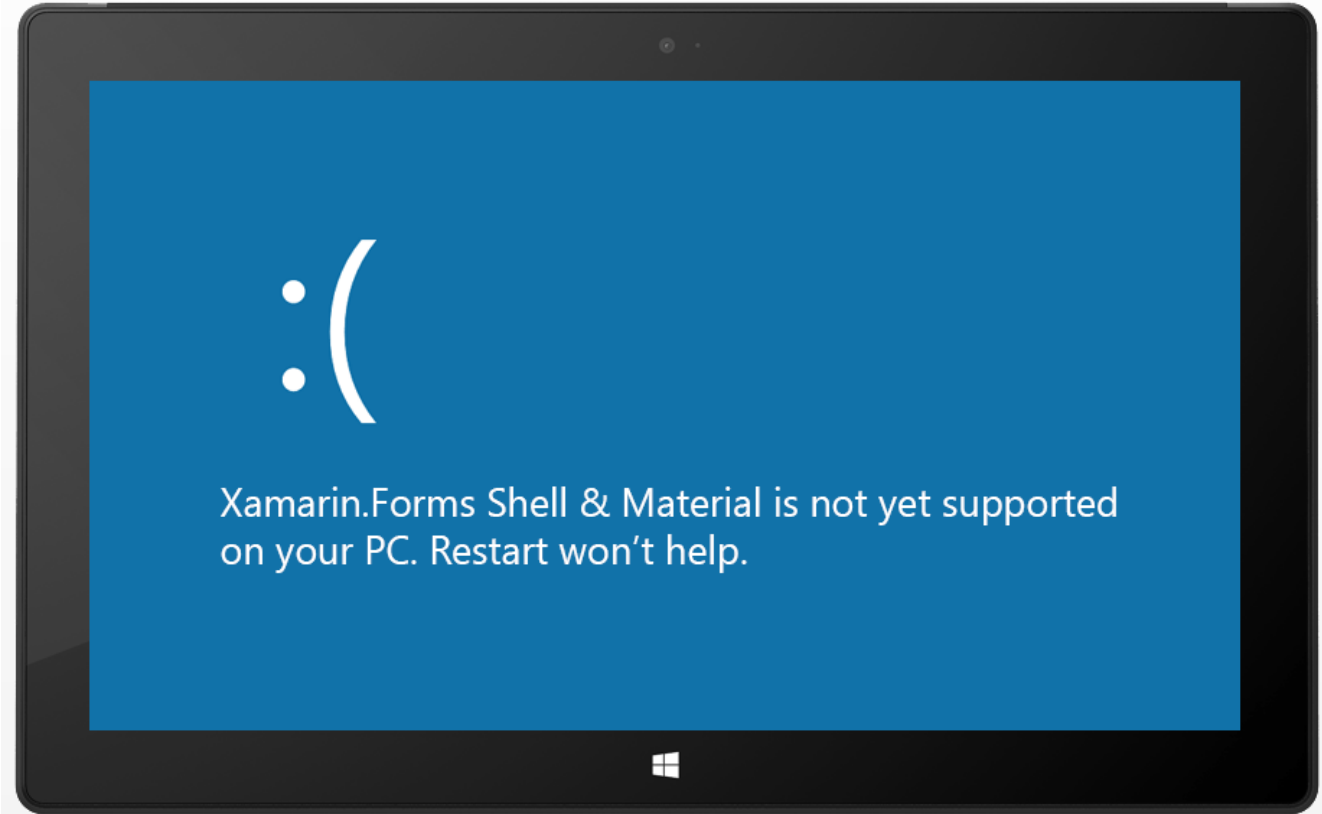 :(
Xamarin.Forms Shell & Material is not yet supported
on your PC. Restart won’t help.